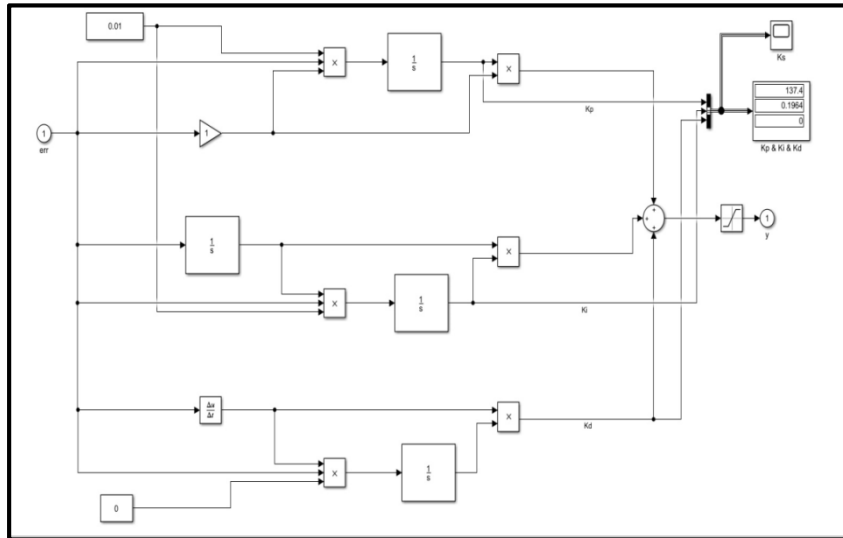 0.01
×
1
s
×
Ks
137.4
0.1964
0
Kp & Ki & Kd
Kp
1
err
1
1
s
×
+
+
+
1
y
×
1
s
Ki
Δu
Δt
×
Kd
×
1
s
0